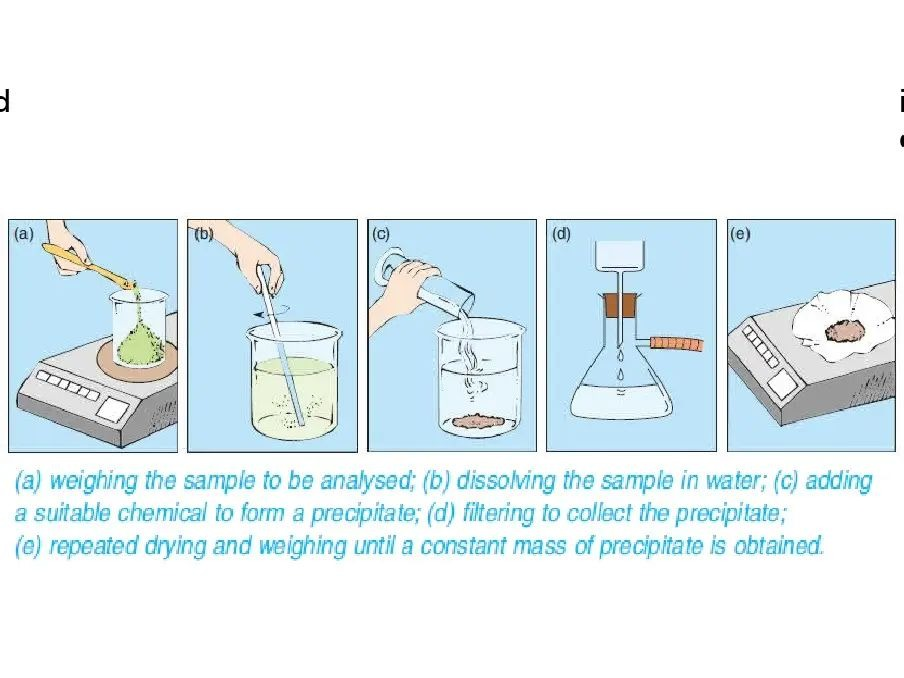 d
i
(a)
(b)
(c)
(d)
(e)
(a) weighing the sample to be analysed; (b) dissolving the sample in water; (c) adding
a suitable chemical to form a precipitate; (d) filtering to collect the precipitate;
(e) repeated drying and weighing until a constant mass of precipitate is obtained.